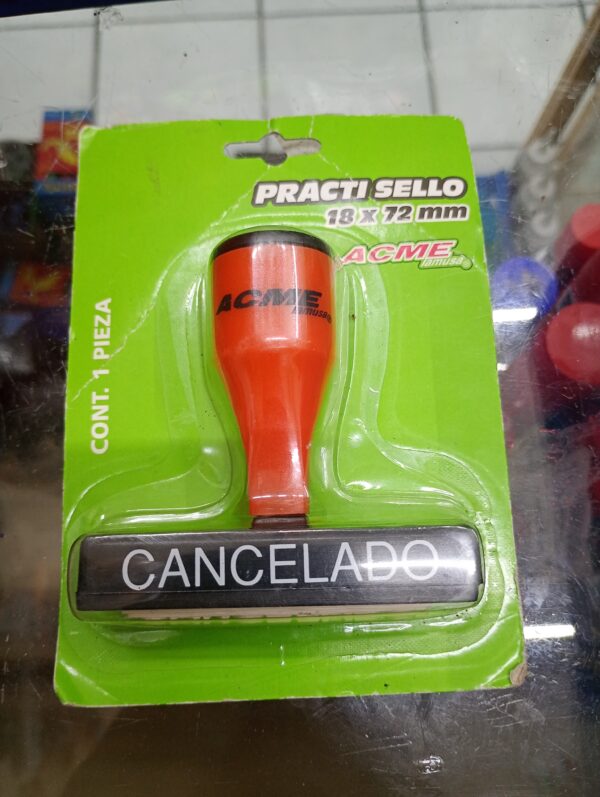 PRACTI SELLO
18 x 72 mm
ACME
lamusa
ACME
lamusa
CONT. 1 PIEZA
CANCELADO